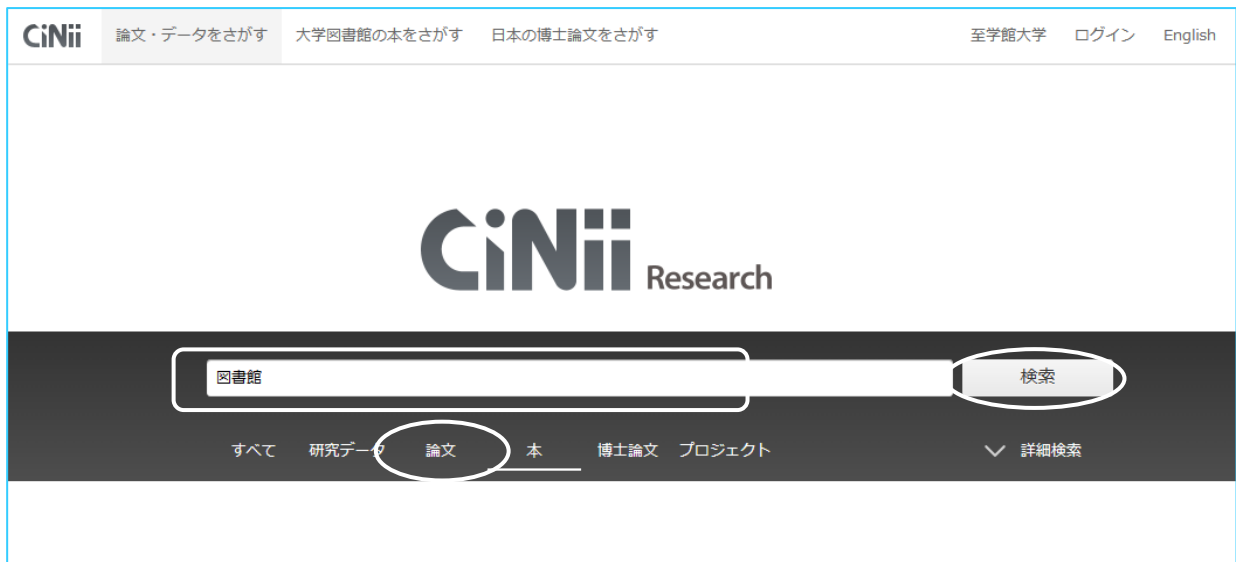 CiNii 論文・データをさがす 大学図書館の本をさがす 日本の博士論文をさがす 至学館大学 ログイン English
CiNii Research
図書館 検索
すべて 研究データ 論文 本 博士論文 プロジェクト 詳細検索